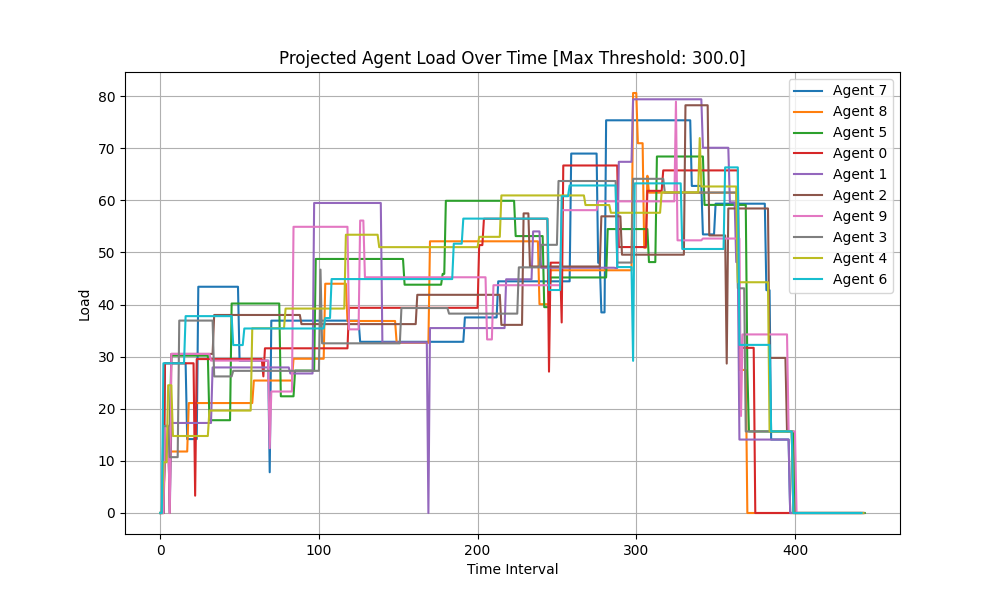 Projected Agent Load Over Time [Max Threshold: 300.0]
Load
80
70
60
50
40
30
20
10
0
0 100 200 300 400
Time Interval
Agent 7
Agent 8
Agent 5
Agent 0
Agent 1
Agent 2
Agent 9
Agent 3
Agent 4
Agent 6